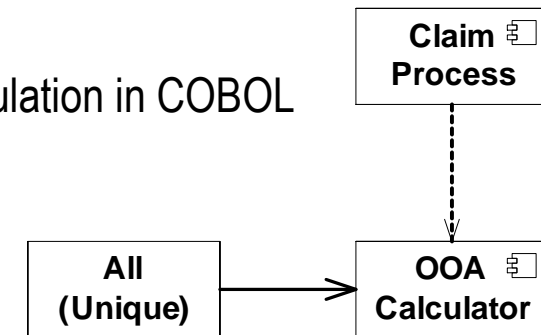 Claim
Process
ulation in COBOL
All
(Unique)
OOA
Calculator